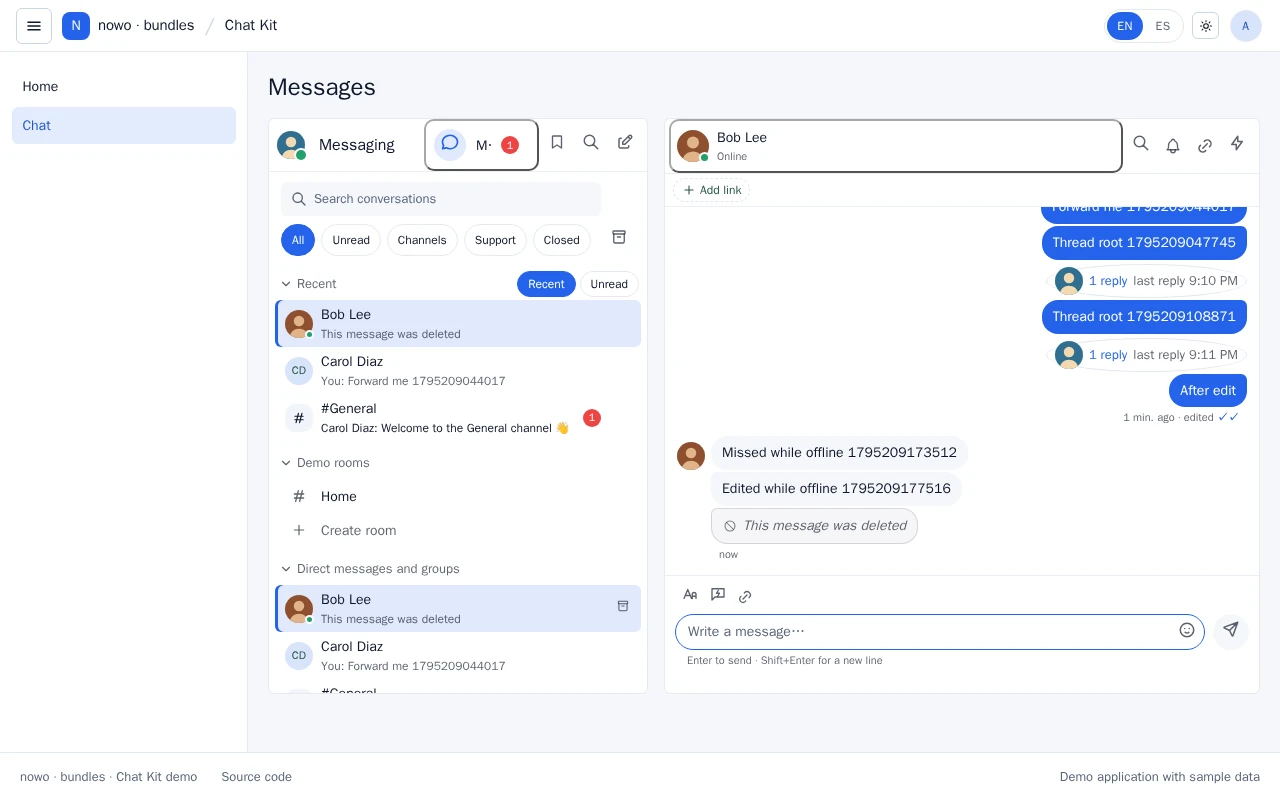 N nowo · bundles / Chat Kit
EN ES A
Home
Chat
Messages
Messaging
M· 1
Search conversations
All Unread Channels Support Closed
Recent Recent Unread
Bob Lee
This message was deleted
CD Carol Diaz
You: Forward me 1795209044017
# #General
Carol Diaz: Welcome to the General channel 👋 1
Demo rooms
# Home
+ Create room
Direct messages and groups
Bob Lee
This message was deleted
CD Carol Diaz
You: Forward me 1795209044017
#General
Bob Lee
Online
+ Add link
Forward me 1795209044017
Thread root 1795209047745
1 reply last reply 9:10 PM
Thread root 1795209108871
1 reply last reply 9:11 PM
After edit
1 min. ago · edited ✓✓
Missed while offline 1795209173512
Edited while offline 1795209177516
This message was deleted
now
Write a message···
Enter to send · Shift+Enter for a new line
nowo · bundles · Chat Kit demo Source code
Demo application with sample data